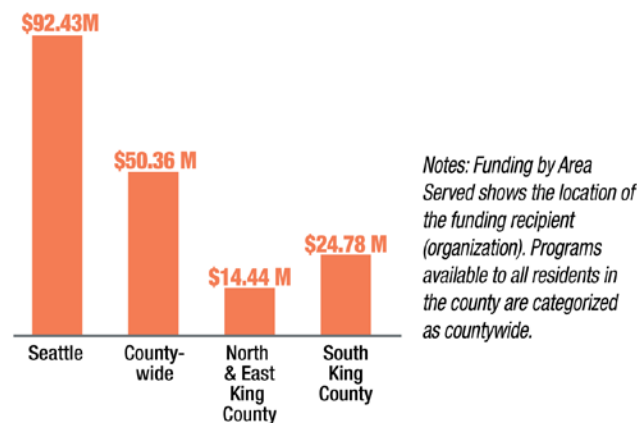 $92.43M
$50.36 M
$14.44 M
$24.78 M
Seattle
County-
wide
North
& East
King
County
South
King
County
Notes: Funding by Area
Served shows the location of
the funding recipient
(organization). Programs
available to all residents in
the county are categorized
as countywide.